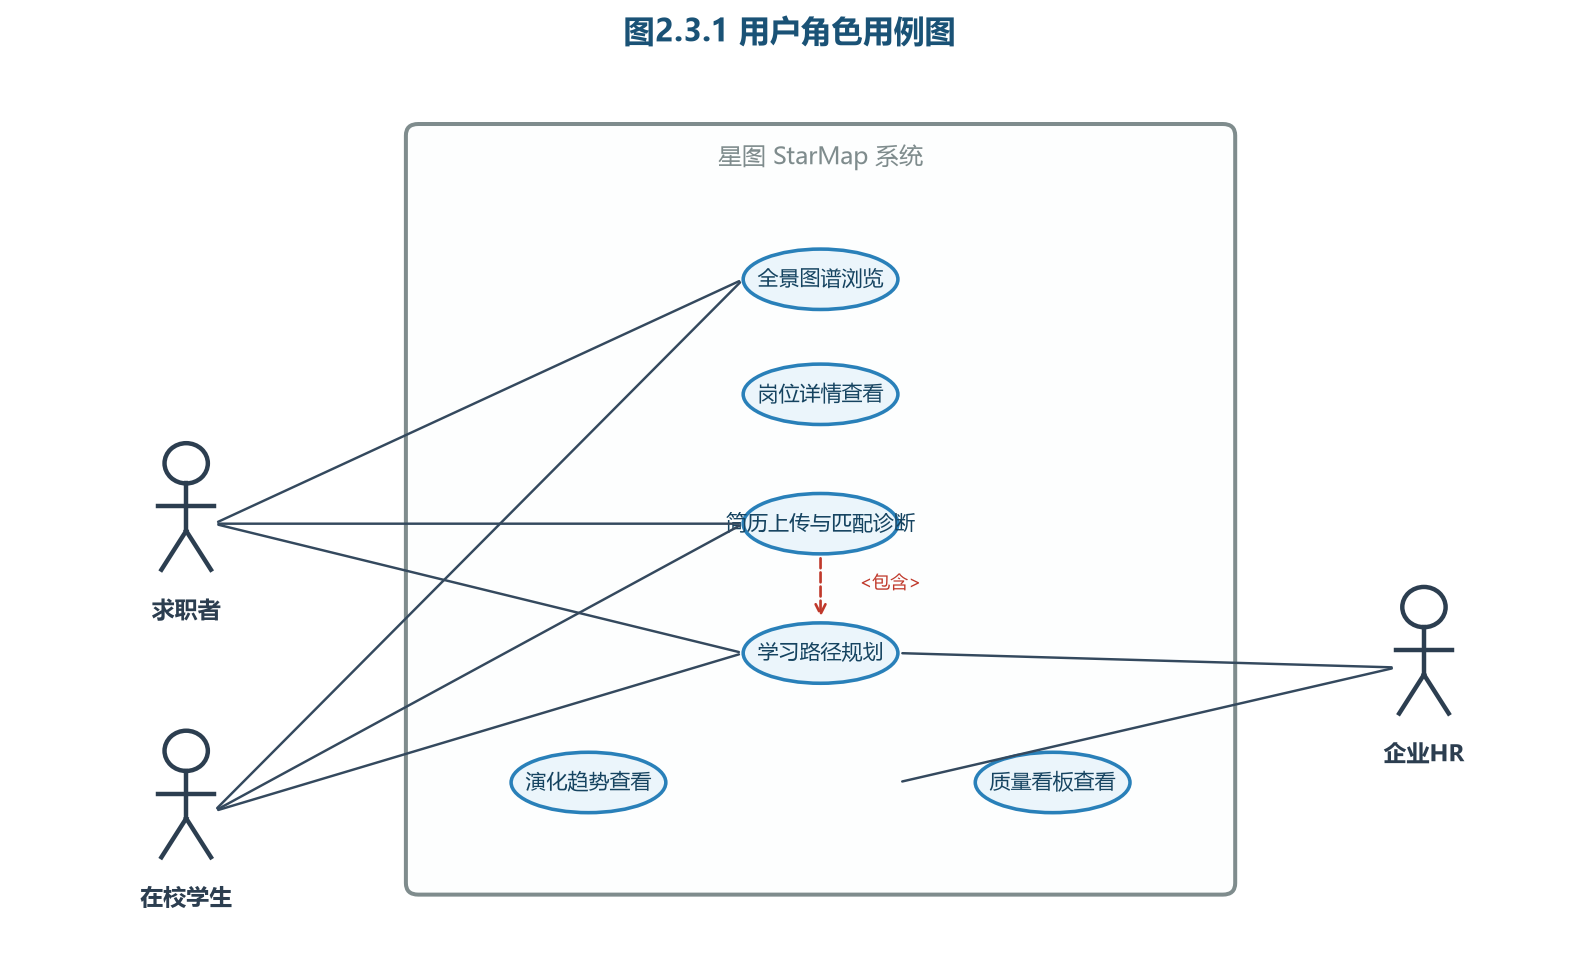 图2.3.1 用户角色用例图
星图 StarMap 系统
全景图谱浏览
岗位详情查看
简历上传与匹配诊断
<包含>
求职者
学习路径规划
企业HR
演化趋势查看
质量看板查看
在校学生